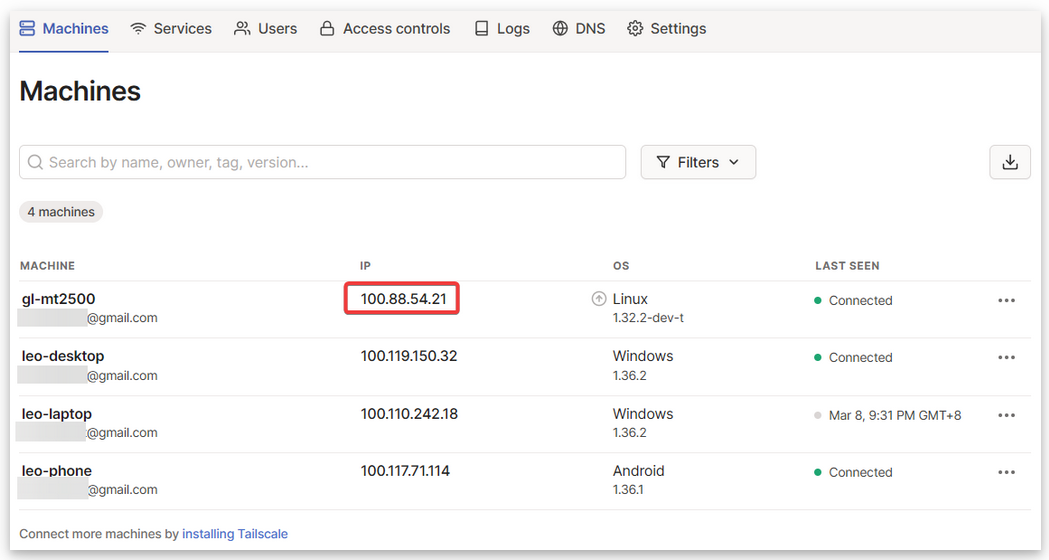 Machines Services Users Access controls Logs DNS Settings
Machines
Search by name, owner, tag, version...
Filters
4 machines
MACHINE IP OS LAST SEEN
gl-mt2500 100.88.54.21 Linux Connected
@gmail.com 1.32.2-dev-t
leo-desktop 100.119.150.32 Windows Connected
@gmail.com 1.36.2
leo-laptop 100.110.242.18 Windows Mar 8, 9:31 PM GMT+8
@gmail.com 1.36.2
leo-phone 100.117.71.114 Android Connected
@gmail.com 1.36.1
Connect more machines by installing Tailscale